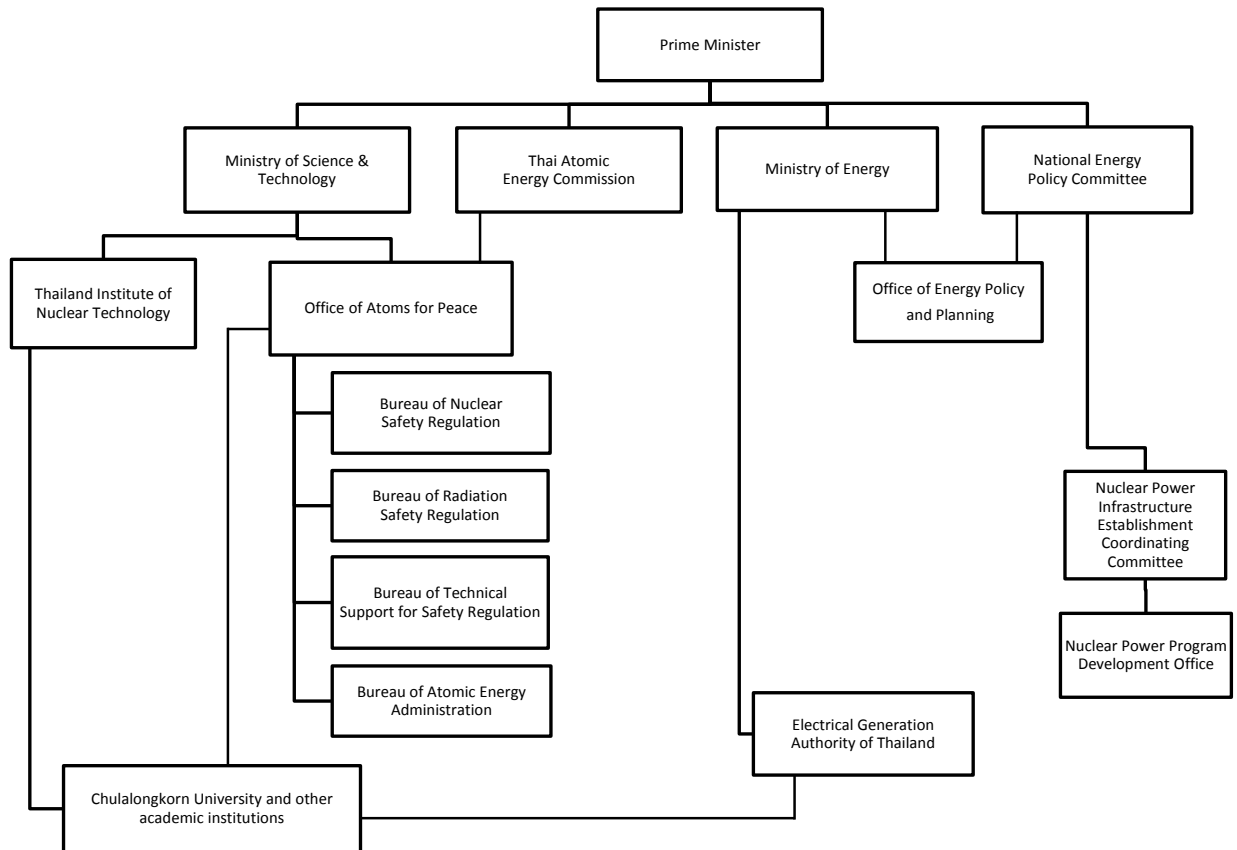 Prime Minister
Ministry of Science &
Technology
Thai Atomic
Energy Commission
Ministry of Energy
National Energy
Policy Committee
Thailand Institute of
Nuclear Technology
Office of Atoms for Peace
Office of Energy Policy
and Planning
Bureau of Nuclear
Safety Regulation
Bureau of Radiation
Safety Regulation
Bureau of Technical
Support for Safety Regulation
Bureau of Atomic Energy
Administration
Nuclear Power
Infrastructure
Establishment
Coordinating
Committee
Nuclear Power Program
Development Office
Electrical Generation
Authority of Thailand
Chulalongkorn University and other
academic institutions